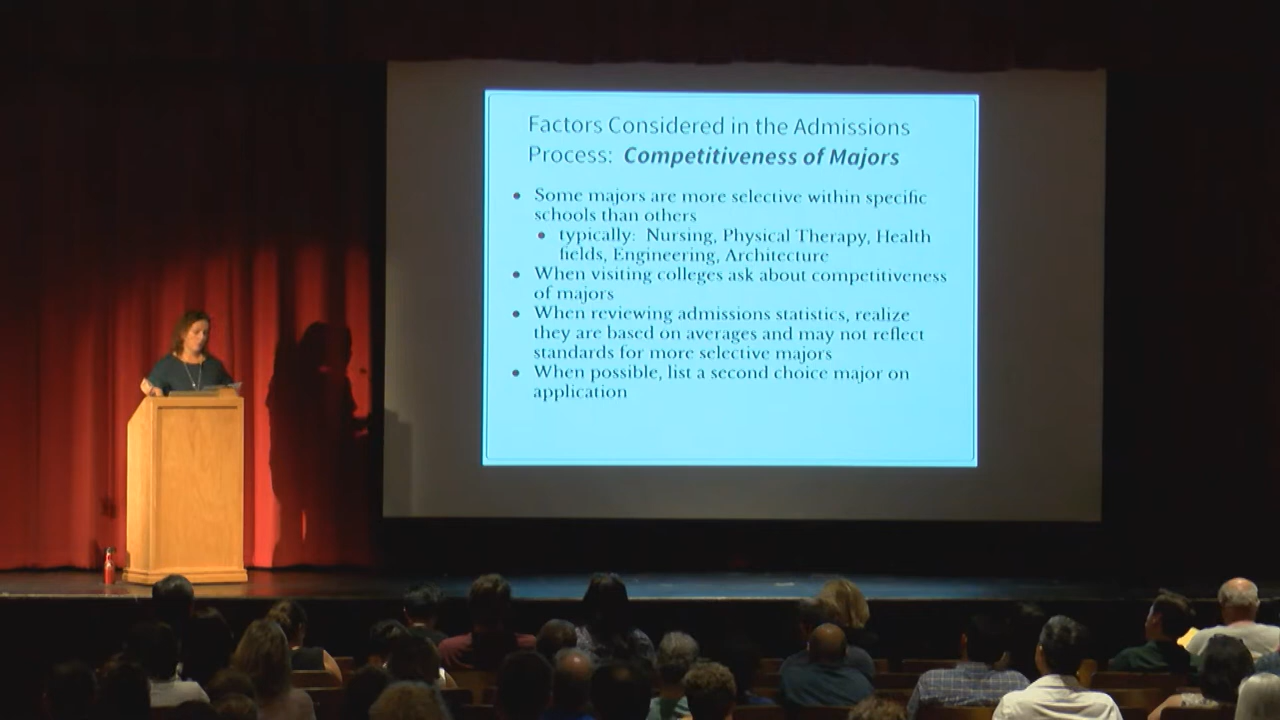 Factors Considered in the Admissions
Process: Competitiveness of Majors
• Some majors are more selective within specific
schools than others
• typically: Nursing, Physical Therapy, Health
fields, Engineering, Architecture
• When visiting colleges ask about competitiveness
of majors
• When reviewing admissions statistics, realize
they are based on averages and may not reflect
standards for more selective majors
• When possible, list a second choice major on
application